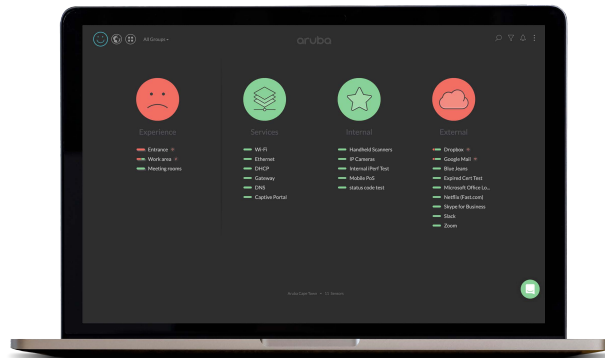 All Groups
aruba
Experience
Entrance
Work area
Meeting rooms
Services
Wi-Fi
Ethernet
DHCP
Gateway
DNS
Captive Portal
Internal
Handheld Scanners
IP Cameras
Internal iPerf Test
Mobile PoS
status code test
External
Dropbox
Google Mail
Blue Jeans
Expired Cert Test
Microsoft Office Lo...
Netflix (Fast.com)
Skype for Business
Slack
Zoom